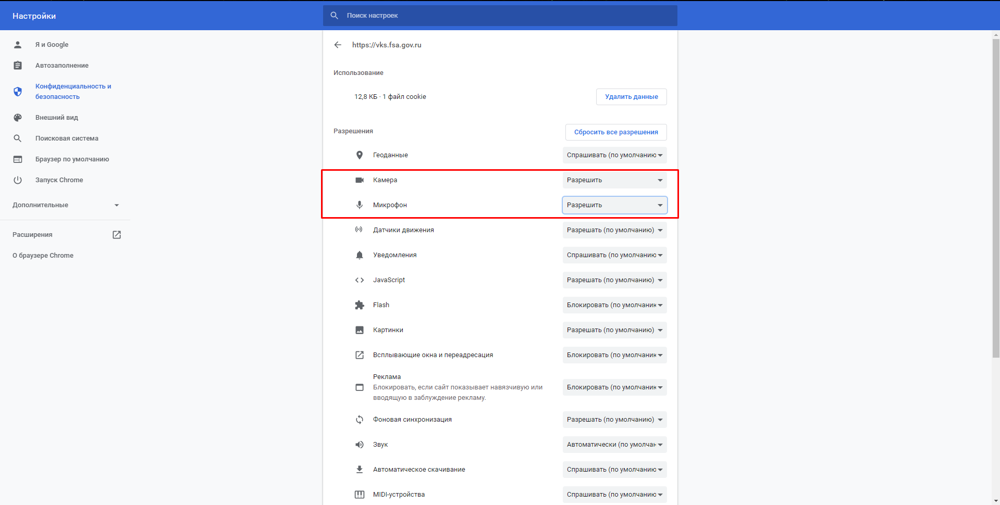 Настройки
Поиск настроек
Я и Google
Автозаполнение
Конфиденциальность и
безопасность
Внешний вид
Поисковая система
Браузер по умолчанию
Запуск Chrome
Дополнительные
Расширения
О браузере Chrome
https://vks.fsa.gov.ru
Использование
12,8 КБ · 1 файл cookie
Удалить данные
Разрешения
Сбросить все разрешения
Геоданные
Спрашивать (по умолчанию
Камера
Разрешить
Микрофон
Разрешить
Датчики движения
Разрешать (по умолчанию)
Уведомления
Спрашивать (по умолчанию
JavaScript
Разрешать (по умолчанию)
Flash
Блокировать (по умолчани
Картинки
Разрешать (по умолчанию)
Всплывающие окна и переадресация
Блокировать (по умолчани
Реклама
Блокировать, если сайт показывает навязчивую или
вводящую в заблуждение рекламу.
Блокировать (по умолчани
Фоновая синхронизация
Разрешать (по умолчанию)
Звук
Автоматически (по умолча
Автоматическое скачивание
Спрашивать (по умолчанию
MIDI-устройства
Спрашивать (по умолчанию